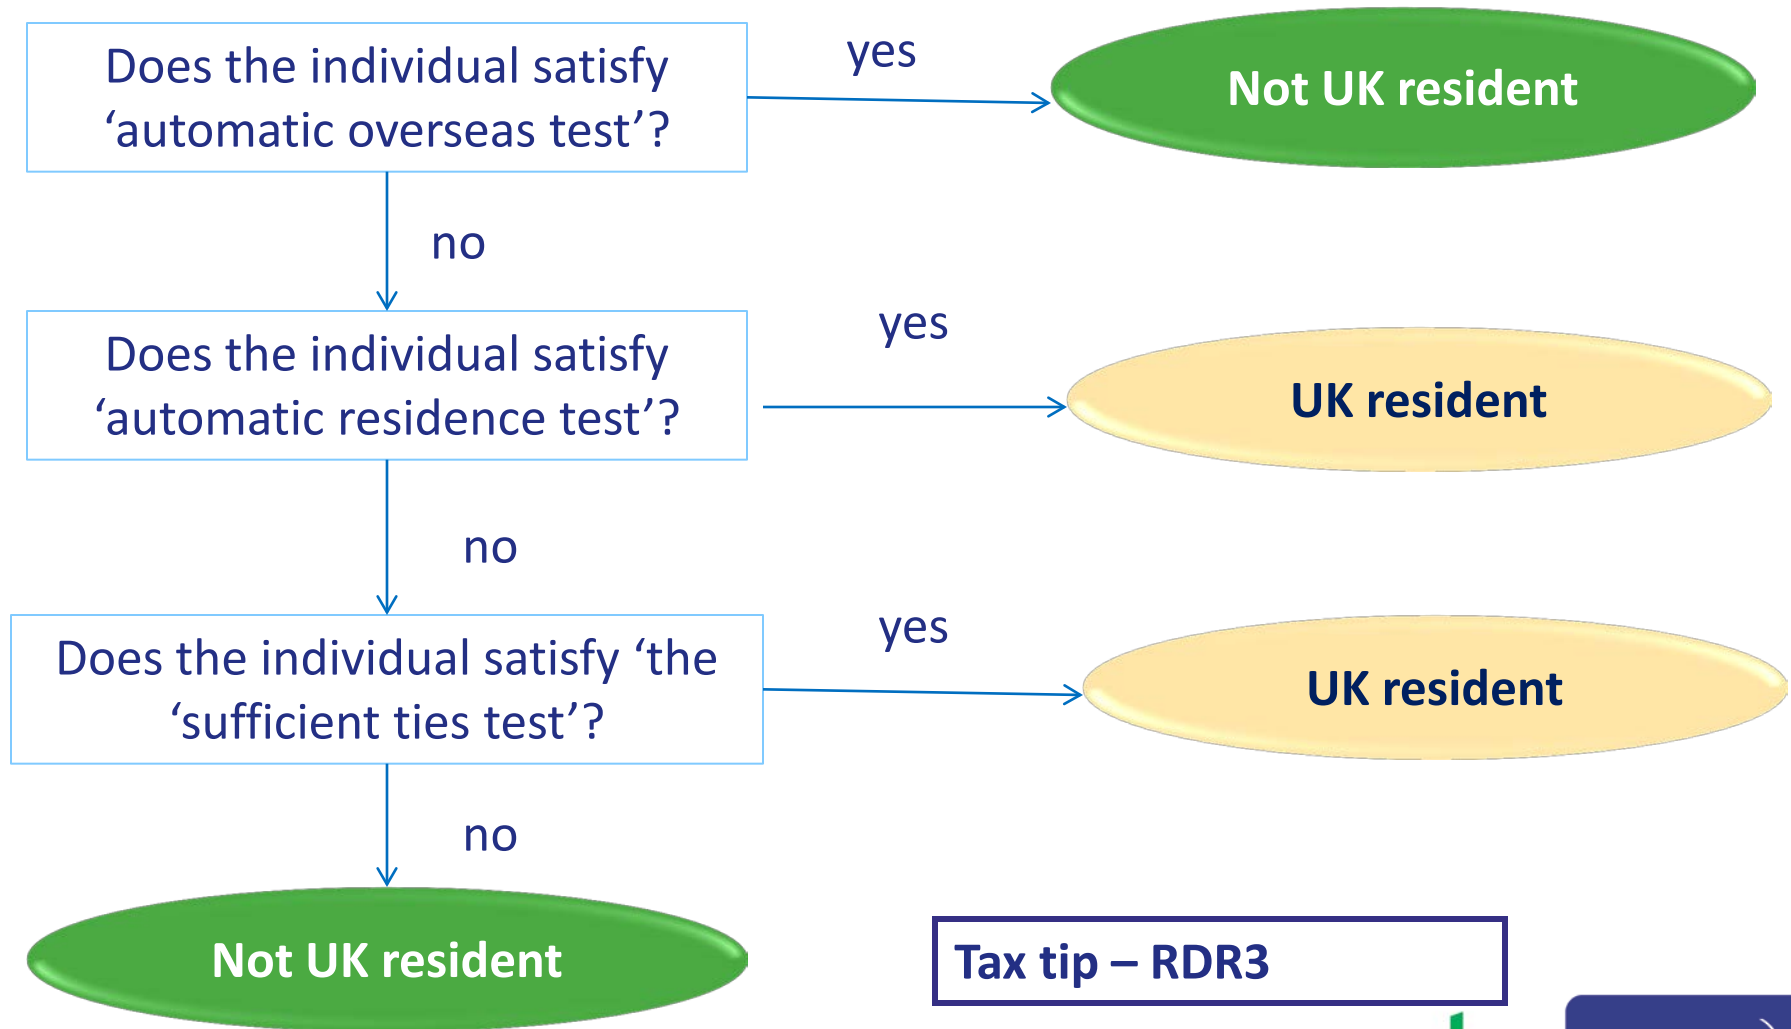 Does the individual satisfy
‘automatic overseas test’?
yes
Not UK resident
no
Does the individual satisfy
‘automatic residence test’?
yes
UK resident
no
Does the individual satisfy ‘the
‘sufficient ties test’?
yes
UK resident
no
Not UK resident
Tax tip – RDR3